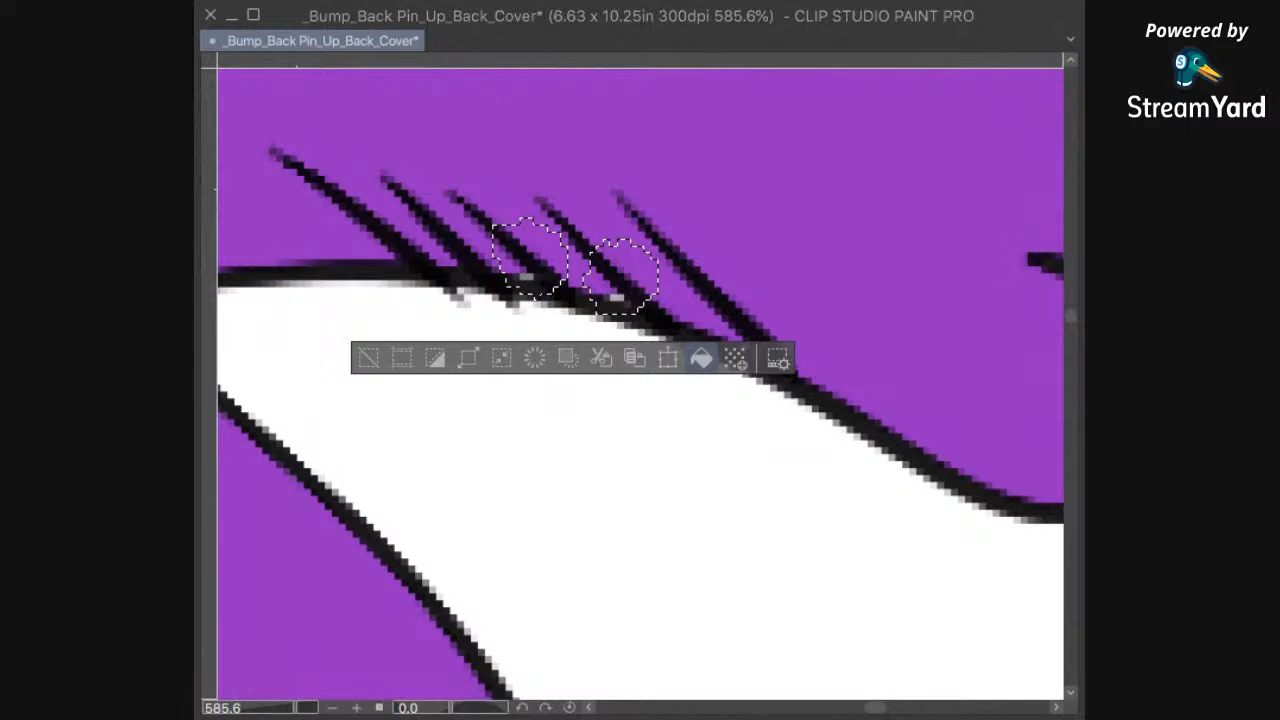 _Bump_Back Pin_Up_Back_Cover* (6.63 x 10.25in 300dpi 585.6%) - CLIP STUDIO PAINT PRO
_Bump_Back Pin_Up_Back_Cover*
Powered by
S
StreamYard
585.6
0.0